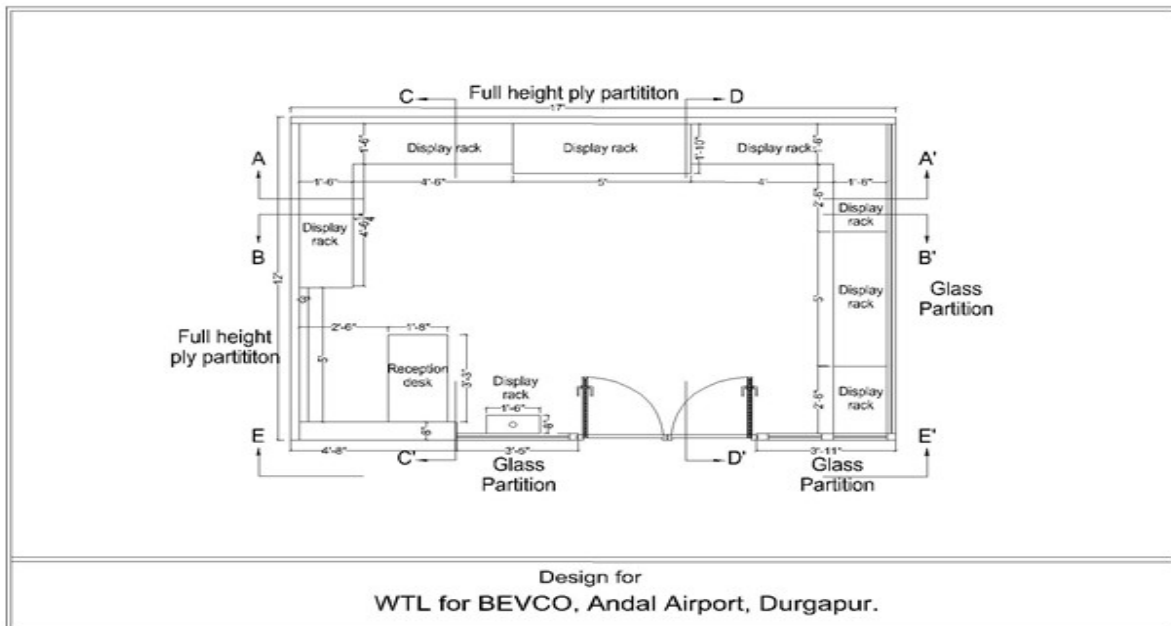 C
Full height ply partititon
D
17"
A
1'-6"
Display rack
Display rack
1'-10"
Display rack
1'-6"
A'
1'-6"
4'-6"
5"
4'
2'-6"
1'-6"
Display
rack
B
Display
rack
B'
12'
Glass
Partition
Full height
ply partititon
5'
2'-6"
1'-8"
Reception
desk
3'-3"
5'
Display
rack
Display
rack
1'-6"
6"
2'-6"
Display
rack
E
6"
E'
4'-8"
C'
3'-5"
D'
3'-11"
Glass
Partition
Glass
Partition
Design for
WTL for BEVCO, Andal Airport, Durgapur.